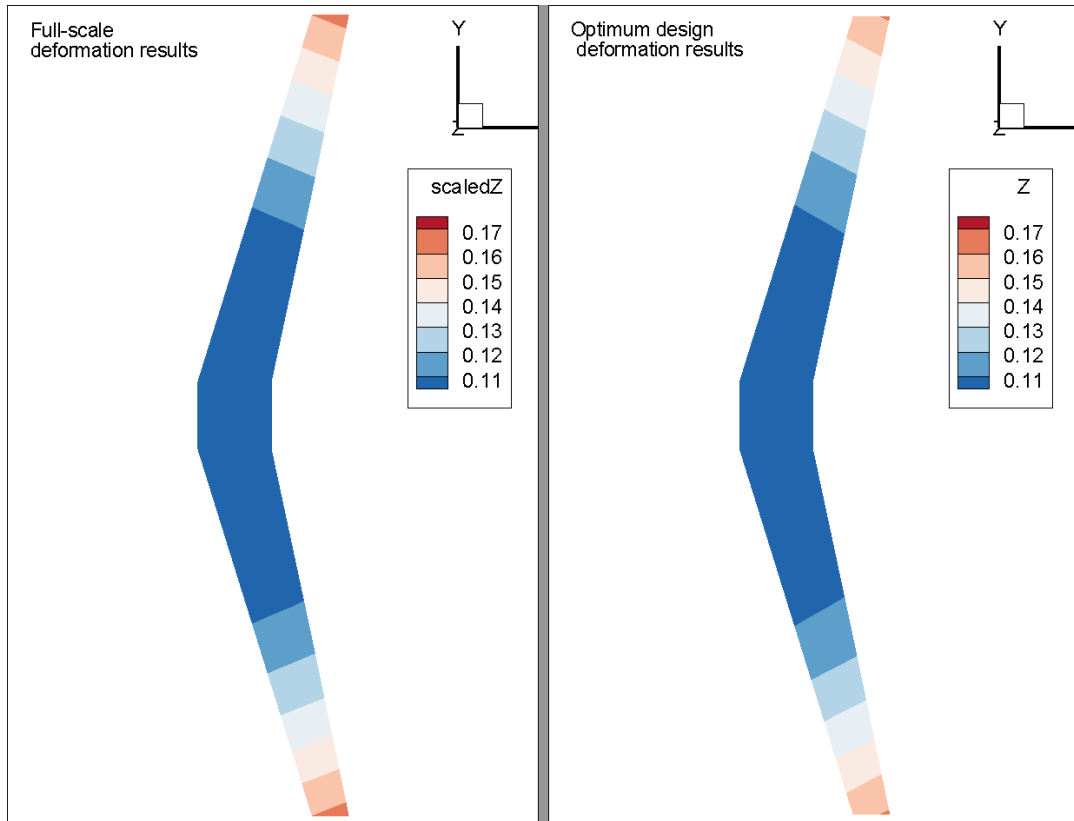 Full-scale
deformation results
Y
Z
scaledZ
0.17
0.16
0.15
0.14
0.13
0.12
0.11
Optimum design
deformation results
Y
Z
Z
0.17
0.16
0.15
0.14
0.13
0.12
0.11